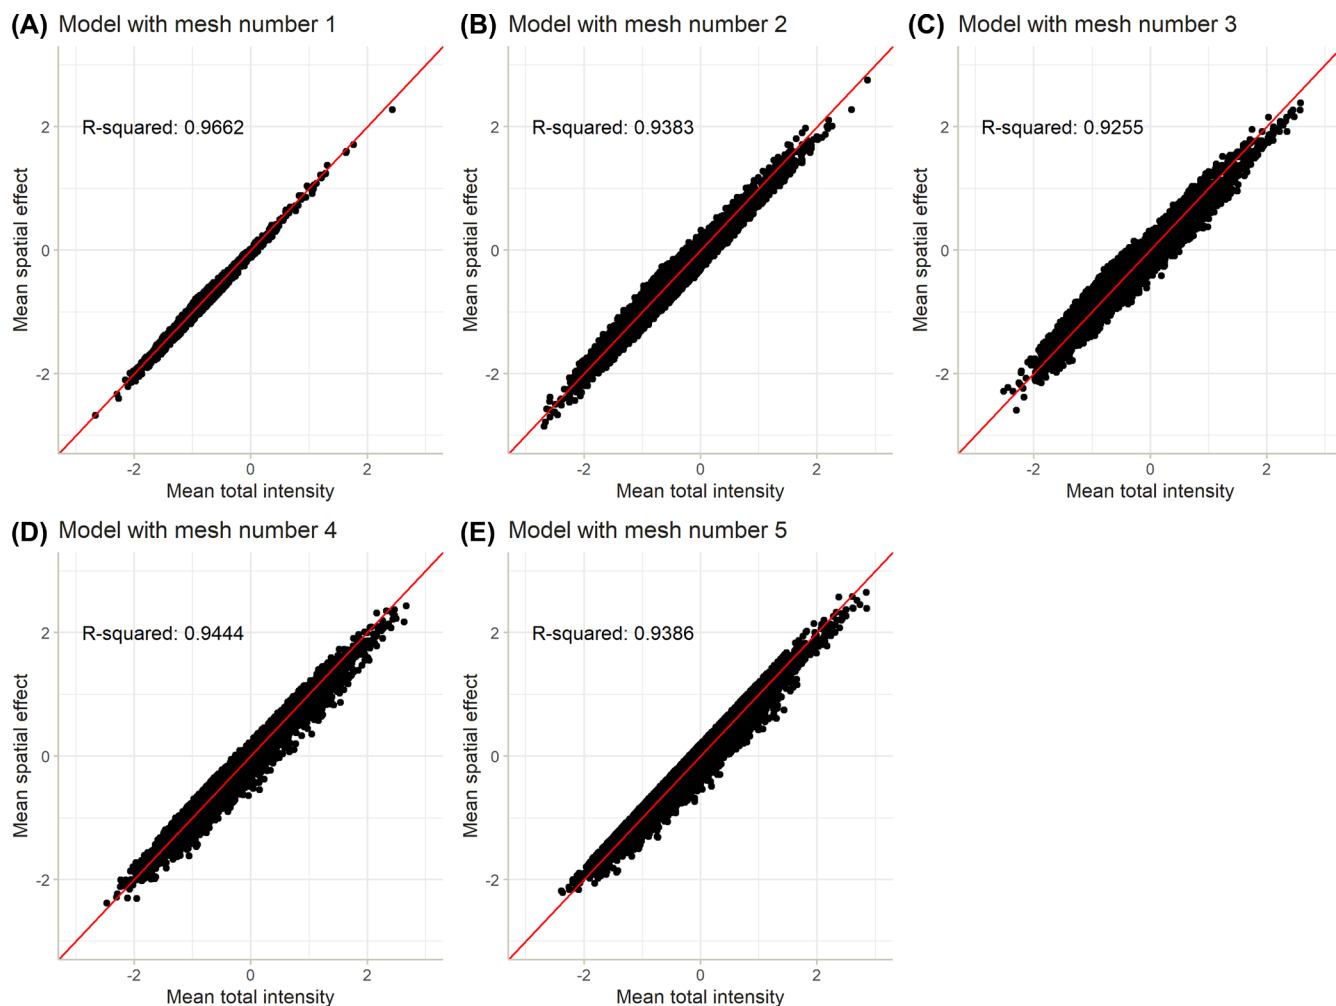 (A) Model with mesh number 1
R-squared: 0.9662
2
0
-2
Mean spatial effect
-2 0 2
Mean total intensity
(B) Model with mesh number 2
R-squared: 0.9383
2
0
-2
Mean spatial effect
-2 0 2
Mean total intensity
(C) Model with mesh number 3
R-squared: 0.9255
2
0
-2
Mean spatial effect
-2 0 2
Mean total intensity
(D) Model with mesh number 4
R-squared: 0.9444
2
0
-2
Mean spatial effect
-2 0 2
Mean total intensity
(E) Model with mesh number 5
R-squared: 0.9386
2
0
-2
Mean spatial effect
-2 0 2
Mean total intensity